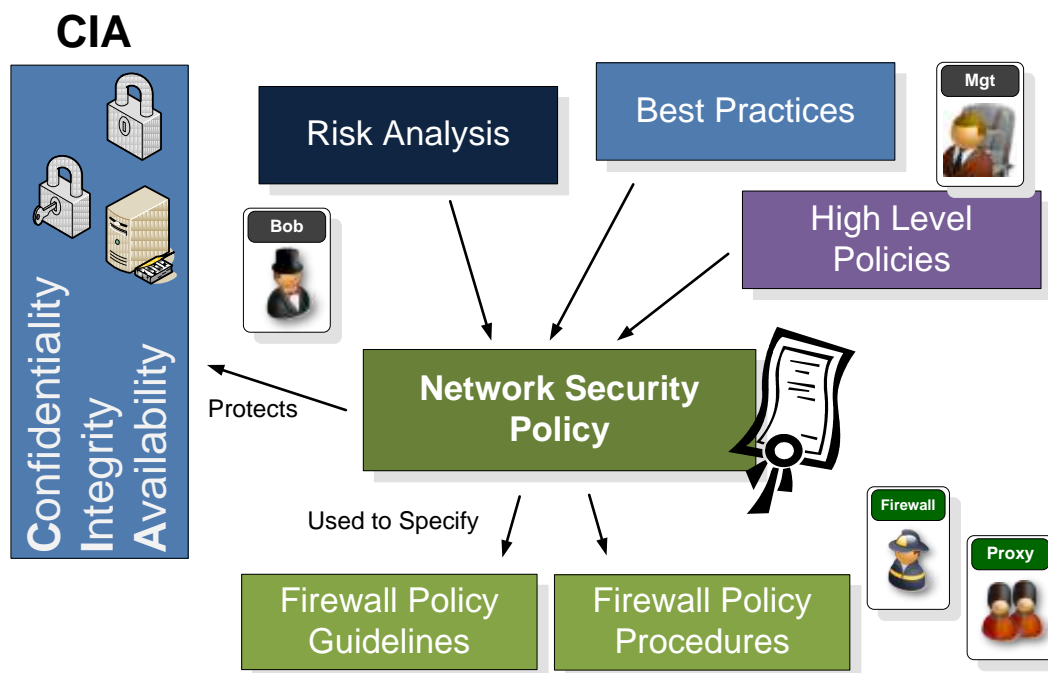 CIA
Confidentiality
Integrity
Availability
Risk Analysis
Best Practices
Mgt
High Level
Policies
Bob
Network Security
Policy
Protects
Used to Specify
Firewall
Proxy
Firewall Policy
Guidelines
Firewall Policy
Procedures